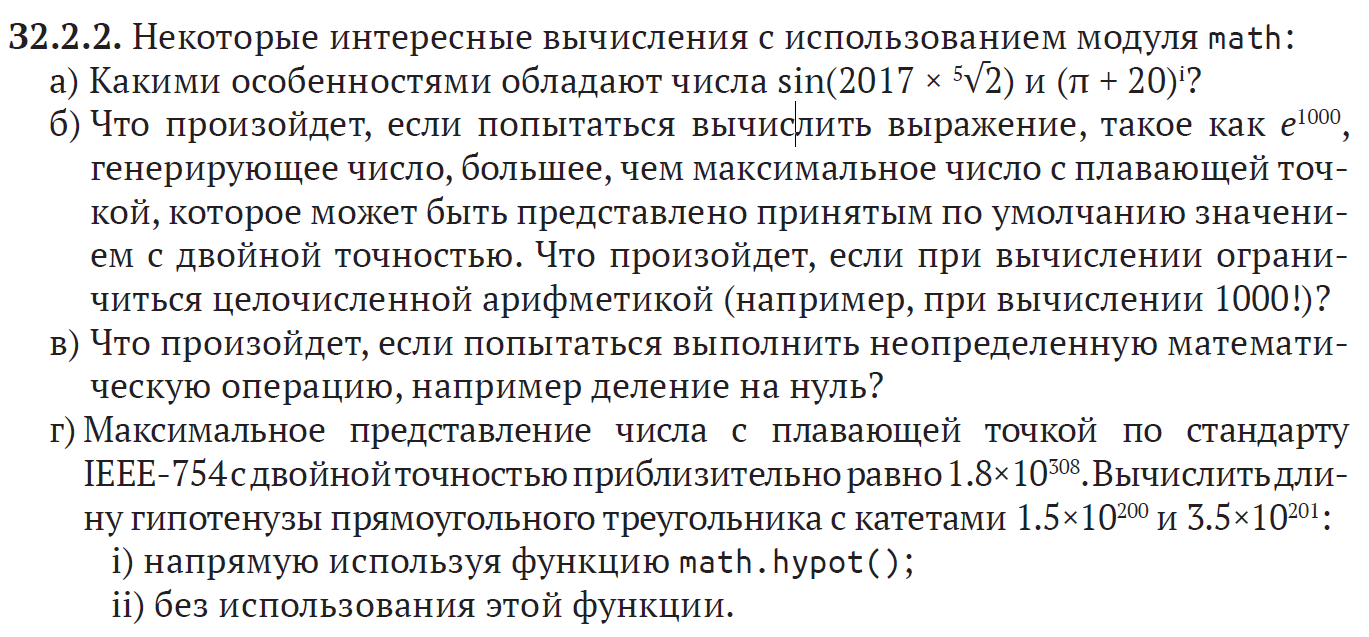 З2.2.2. Некоторые интересные вычисления с использованием модуля math:
а) Какими особенностями обладают числа sin(2017 × ⁵√2) и (π + 20)ⁱ?
б) Что произойдет, если попытаться вычислить выражение, такое как e¹⁰⁰⁰,
генерирующее число, большее, чем максимальное число с плавающей точ-
кой, которое может быть представлено принятым по умолчанию значени-
ем с двойной точностью. Что произойдет, если при вычислении ограни-
читься целочисленной арифметикой (например, при вычислении 1000!)?
в) Что произойдет, если попытаться выполнить неопределенную математи-
ческую операцию, например деление на нуль?
г) Максимальное представление числа с плавающей точкой по стандарту
IEEE-754 с двойной точностью приблизительно равно 1.8×10³⁰⁸. Вычислить дли-
ну гипотенузы прямоугольного треугольника с катетами 1.5×10²⁰⁰ и 3.5×10²⁰¹:
i) напрямую используя функцию math.hypot();
ii) без использования этой функции.